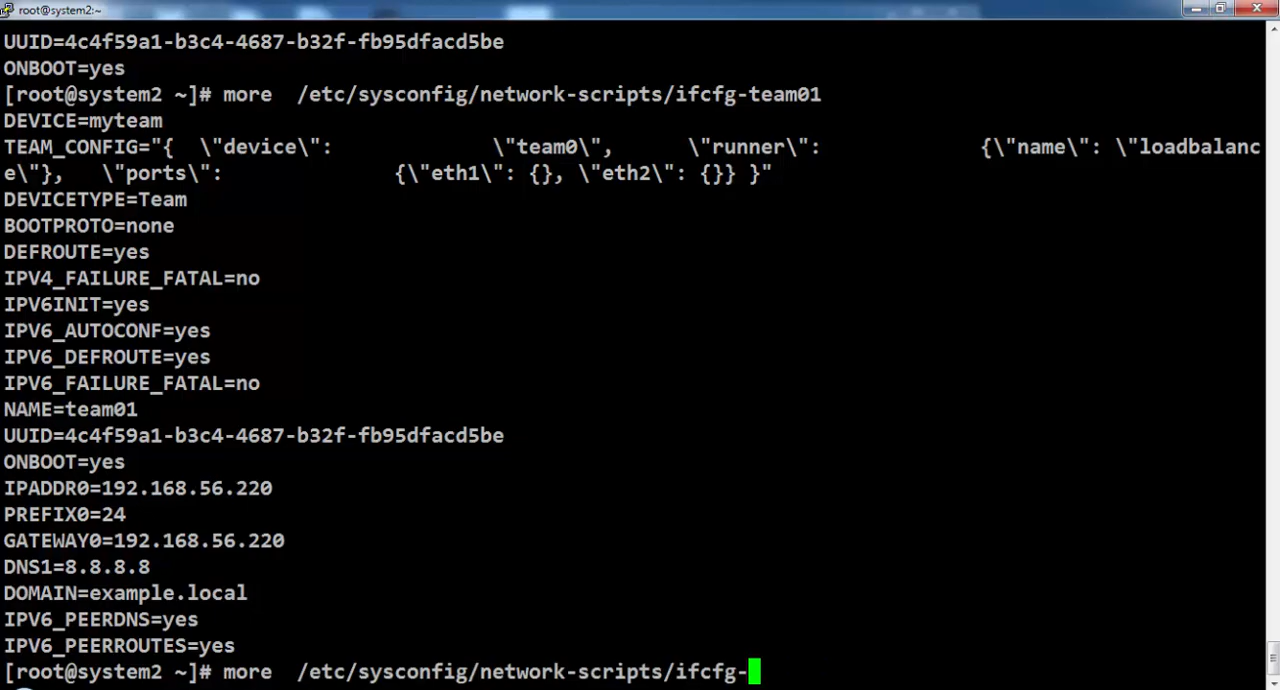 root@system2:~
UUID=4c4f59a1-b3c4-4687-b32f-fb95dfacd5be
ONBOOT=yes
[root@system2 ~]# more  /etc/sysconfig/network-scripts/ifcfg-team01
DEVICE=myteam
TEAM_CONFIG="{  \"device\":             \"team0\",      \"runner\":             {\"name\": \"loadbalanc
e\"},   \"ports\":              {\"eth1\": {}, \"eth2\": {}} }"
DEVICETYPE=Team
BOOTPROTO=none
DEFROUTE=yes
IPV4_FAILURE_FATAL=no
IPV6INIT=yes
IPV6_AUTOCONF=yes
IPV6_DEFROUTE=yes
IPV6_FAILURE_FATAL=no
NAME=team01
UUID=4c4f59a1-b3c4-4687-b32f-fb95dfacd5be
ONBOOT=yes
IPADDR0=192.168.56.220
PREFIX0=24
GATEWAY0=192.168.56.220
DNS1=8.8.8.8
DOMAIN=example.local
IPV6_PEERDNS=yes
IPV6_PEERROUTES=yes
[root@system2 ~]# more  /etc/sysconfig/network-scripts/ifcfg-